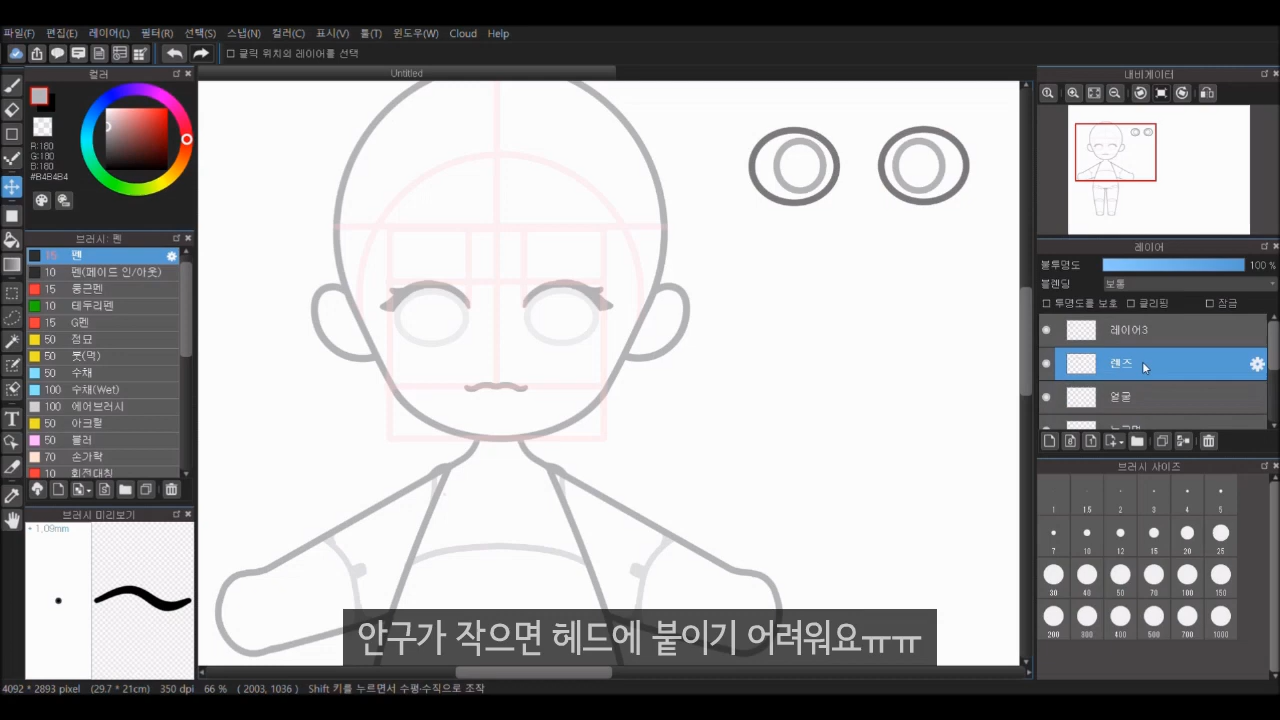 파일(F) 편집(E) 레이어(L) 필터(R) 선택(S) 스냅(N) 컬러(C) 표시(V) 툴(T) 윈도우(W) Cloud Help
클릭 위치의 레이어를 선택
컬러
Untitled
내비게이터
R:180
G:180
B:180
#B4B4B4
브러시: 펜
15 펜
10 펜(페이드 인/아웃)
15 둥근펜
10 테두리펜
15 G펜
50 점묘
50 붓(먹)
50 수채
100 수채(Wet)
100 에어브러시
50 아크릴
50 블러
70 손가락
10 회전대칭
브러시 미리보기
1.09mm
레이어
불투명도 100 %
블렌딩 보통
투명도를 보호 클리핑 잠금
레이어3
렌즈
얼굴
브러시 사이즈
1 1.5 2 3 4 5
7 10 12 15 20 25
30 40 50 70 100 150
200 300 400 500 700 1000
안구가 작으면 헤드에 붙이기 어려워요ㅠㅠ
4092 * 2893 pixel (29.7 * 21cm) 350 dpi 66 % ( 2003, 1036 ) Shift 키를 누르면서 수평·수직으로 조작